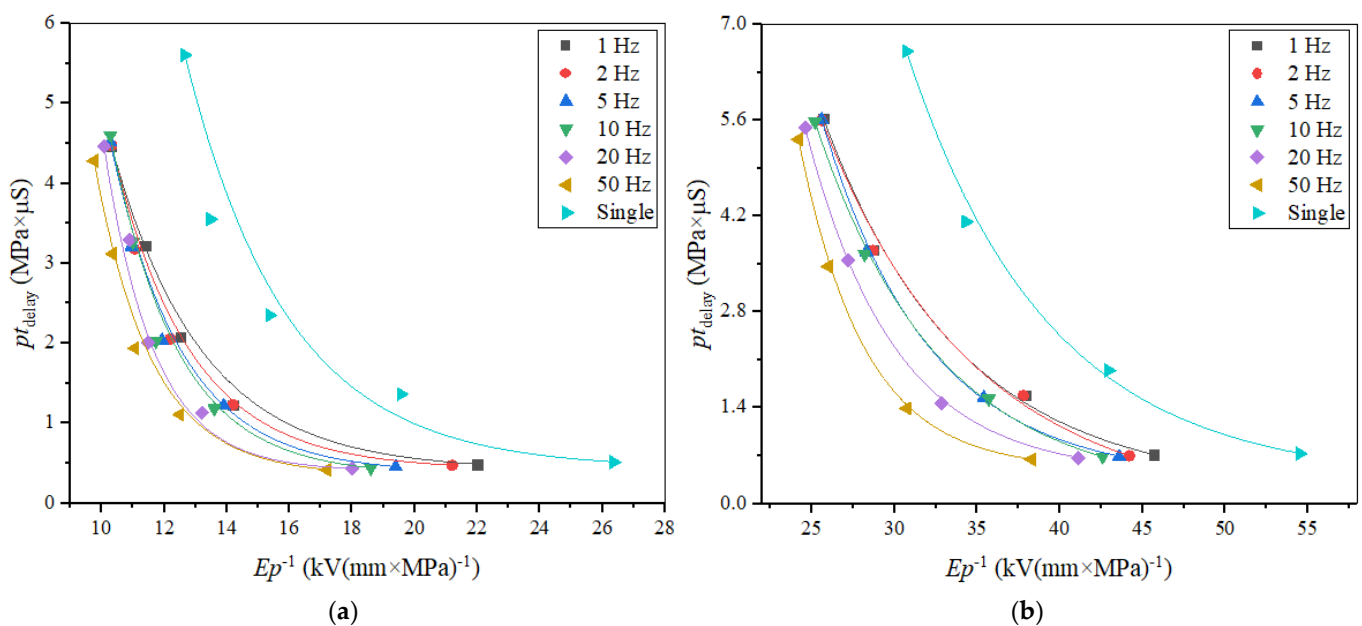 6
5
4
3
2
1
0
10 12 14 16 18 20 22 24 26 28
pt_delay (MPa×μS)
Ep⁻¹ (kV(mm×MPa)⁻¹)
1 Hz
2 Hz
5 Hz
10 Hz
20 Hz
50 Hz
Single
(a)
7.0
5.6
4.2
2.8
1.4
0.0
25 30 35 40 45 50 55
pt_delay (MPa×μS)
Ep⁻¹ (kV(mm×MPa)⁻¹)
1 Hz
2 Hz
5 Hz
10 Hz
20 Hz
50 Hz
Single
(b)